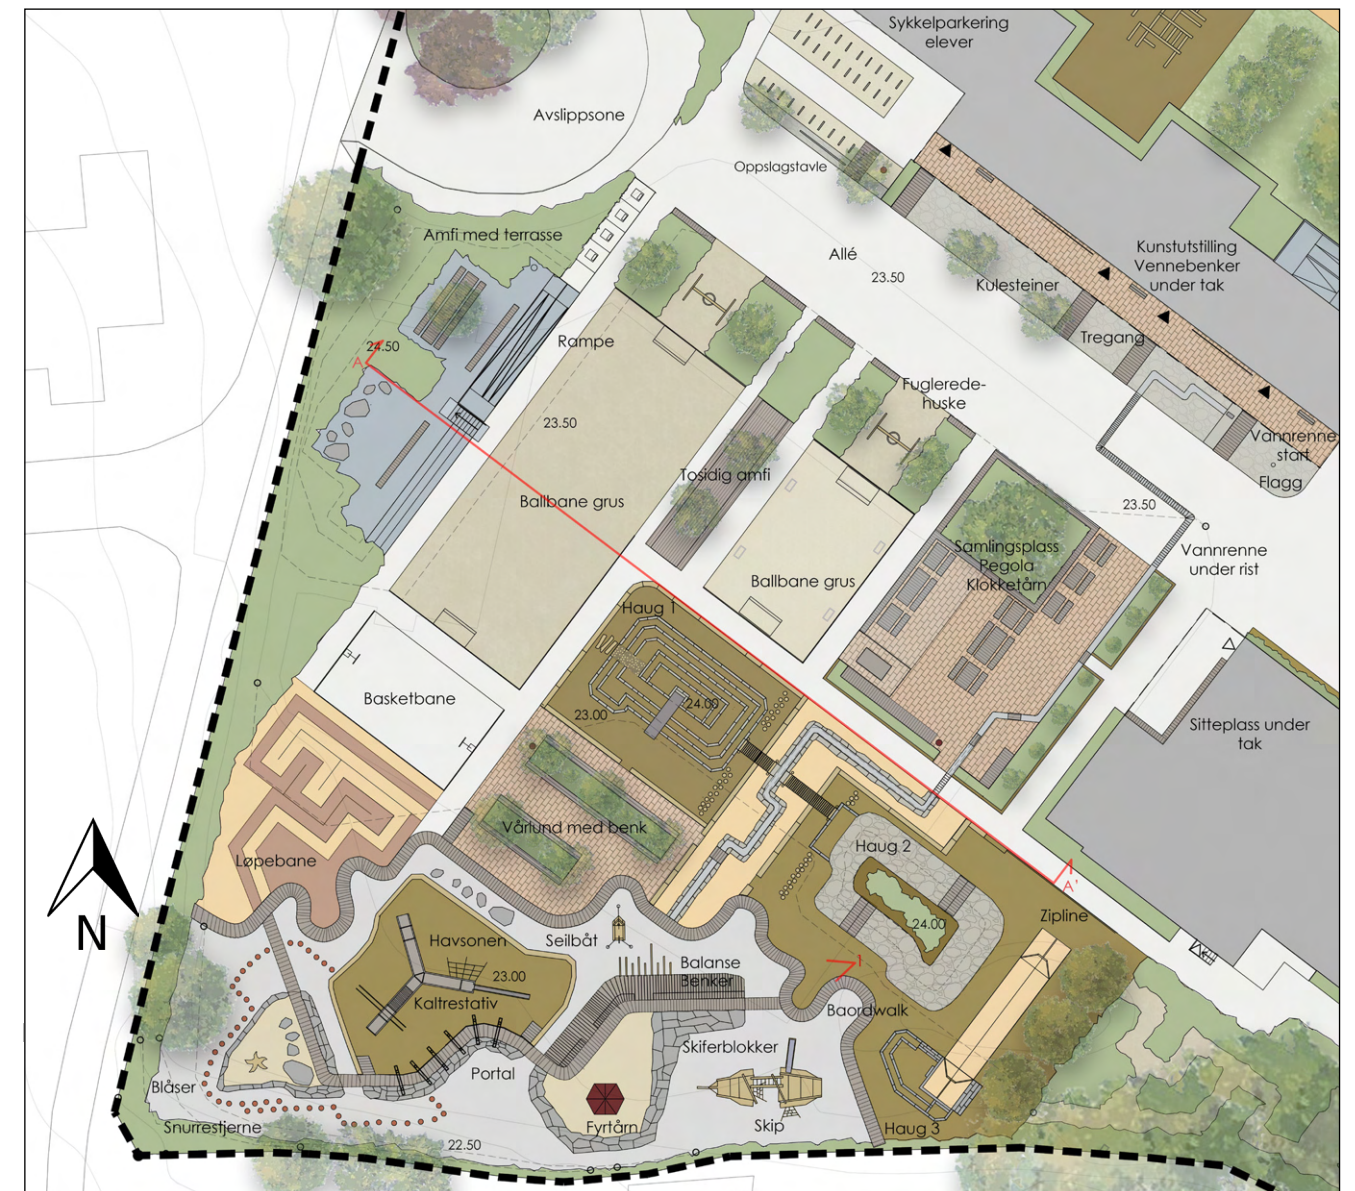 Sykkelparkering
elever
Avslippsone
Oppslagstavle
Amfi med terrasse
Allé
23.50
Kunstutstilling
Vennebenker
under tak
Kulesteiner
Rampe
Tregang
24.50
A
Fuglerede-
huske
23.50
Vannrenne
start
Flagg
Tosidig amfi
Ballbane grus
23.50
Samlingsplass
Pegola
Klokketårn
Vannrenne
under rist
Ballbane grus
Haug 1
Basketbane
24.00
23.00
Sitteplass under
tak
Vårlund med benk
Løpebane
Haug 2
A'
Zipline
24.00
N
Havsonen
Seilbåt
Balanse
Benker
1
23.00
Kaltrestativ
Baordwalk
Skiferblokker
Portal
Blåser
Snurrestjerne
Fyrtårn
Skip
Haug 3
22.50